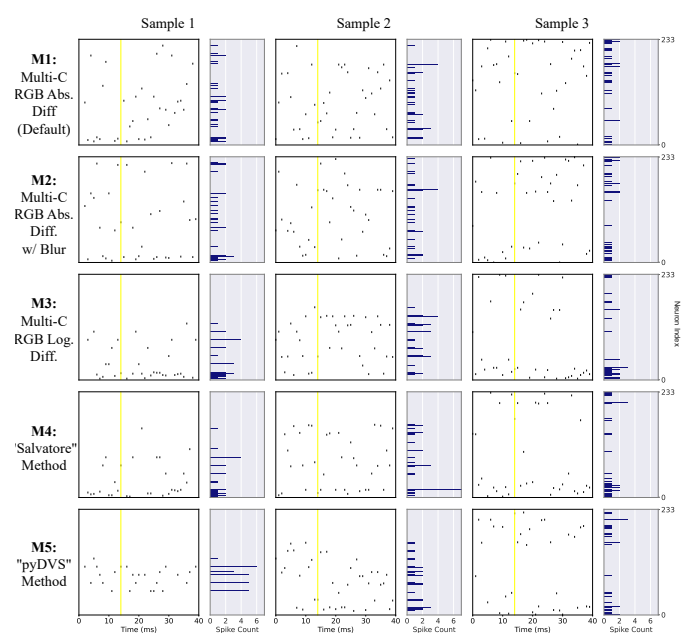 Sample 1
Sample 2
Sample 3
M1:
Multi-C
RGB Abs.
Diff
(Default)
233
0
M2:
Multi-C
RGB Abs.
Diff.
w/ Blur
233
0
M3:
Multi-C
RGB Log.
Diff.
233
0
Neuron Index
M4:
'Salvatore"
Method
233
0
M5:
"pyDVS"
Method
233
0
0 10 20 30 40 0 2 4 6 0 10 20 30 40 0 2 4 6 0 10 20 30 40 0 2 4 6
Time (ms) Spike Count Time (ms) Spike Count Time (ms) Spike Count